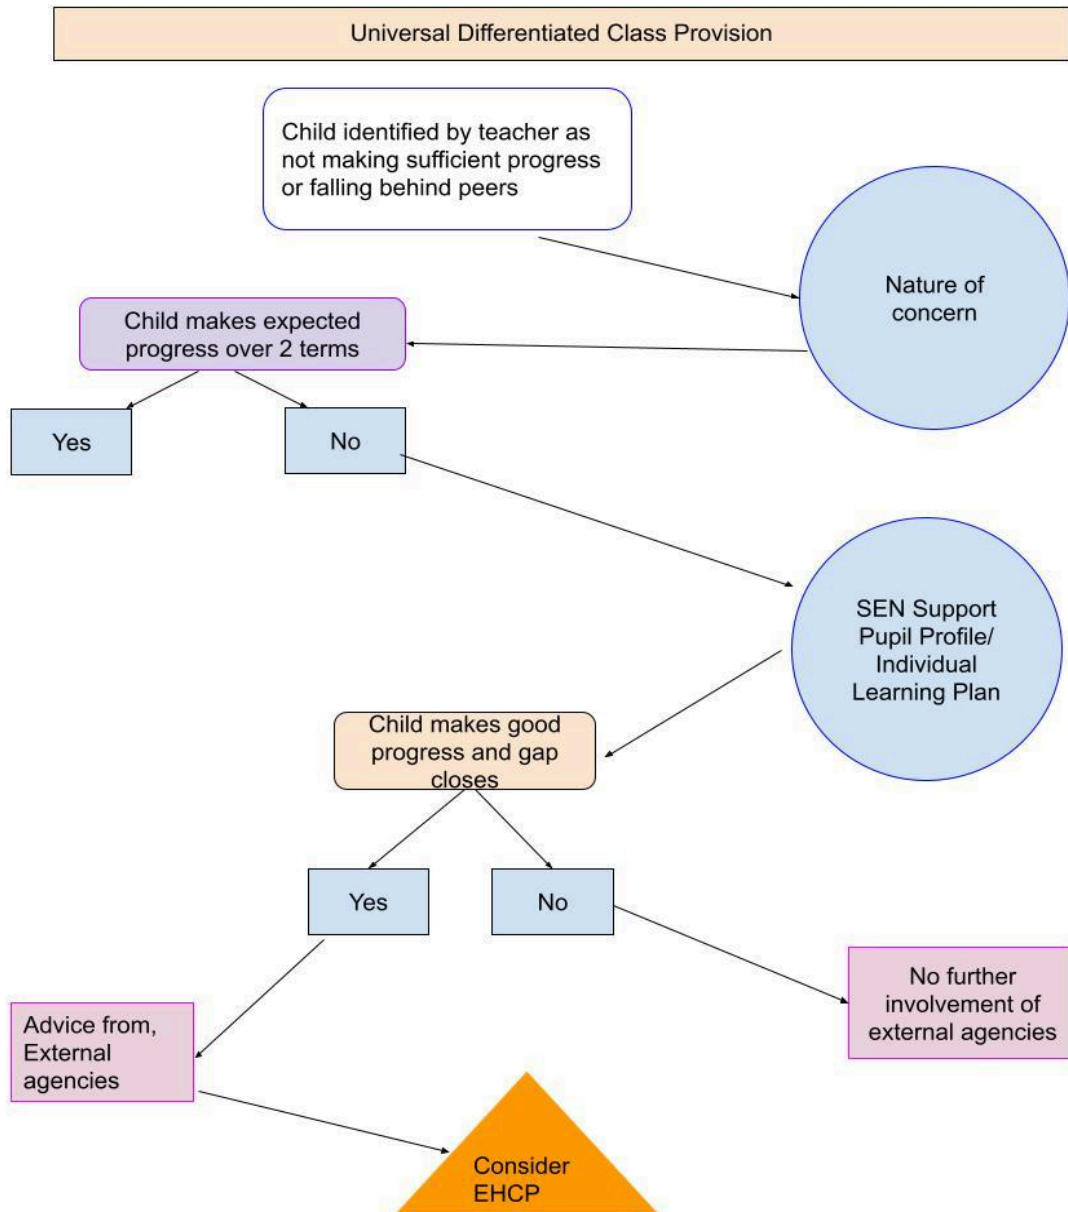 Universal Differentiated Class Provision
Child identified by teacher as
not making sufficient progress
or falling behind peers
Nature of
concern
Child makes expected
progress over 2 terms
Yes
No
SEN Support
Pupil Profile/
Individual
Learning Plan
Child makes good
progress and gap
closes
Yes
No
No further
involvement of
external agencies
Advice from,
External
agencies
Consider
EHCP